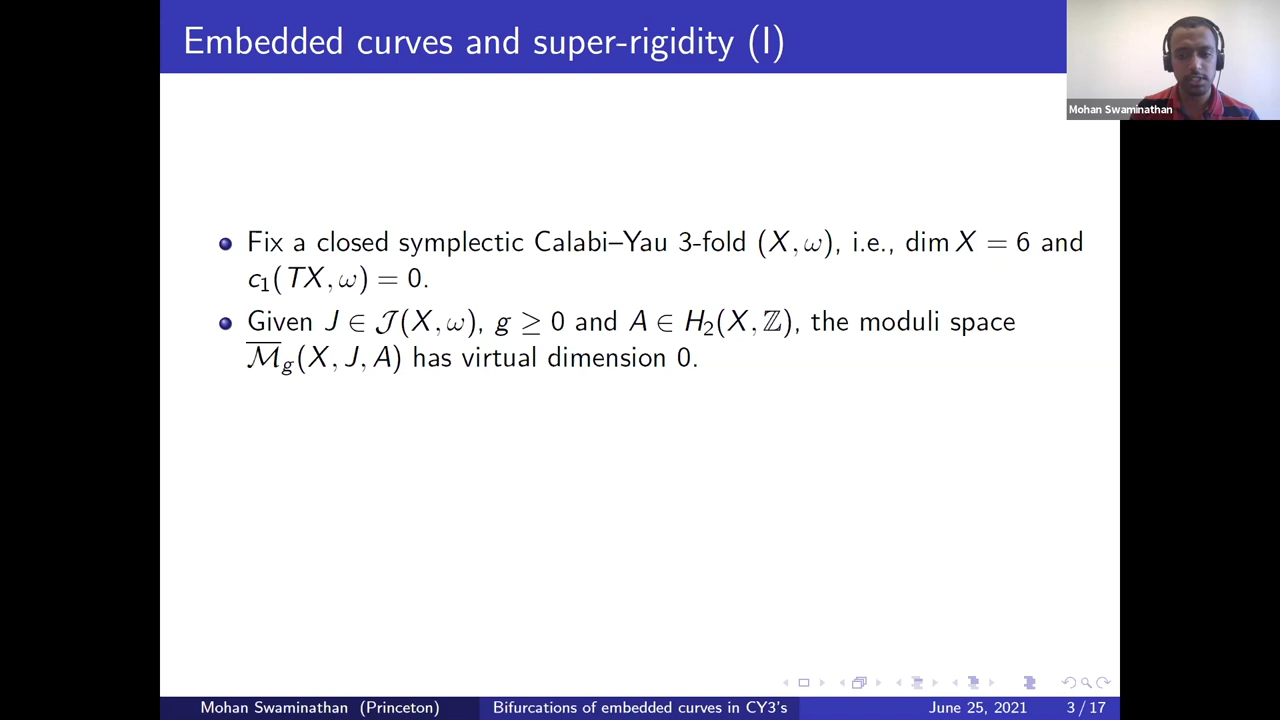 Embedded curves and super-rigidity (I)
Mohan Swaminathan
Fix a closed symplectic Calabi–Yau 3-fold (X, ω), i.e., dim X = 6 and
c₁(TX, ω) = 0.
Given J ∈ 𝒥(X, ω), g ≥ 0 and A ∈ H₂(X, ℤ), the moduli space
ℳ̅_g(X, J, A) has virtual dimension 0.
Mohan Swaminathan (Princeton) Bifurcations of embedded curves in CY3's June 25, 2021 3 / 17